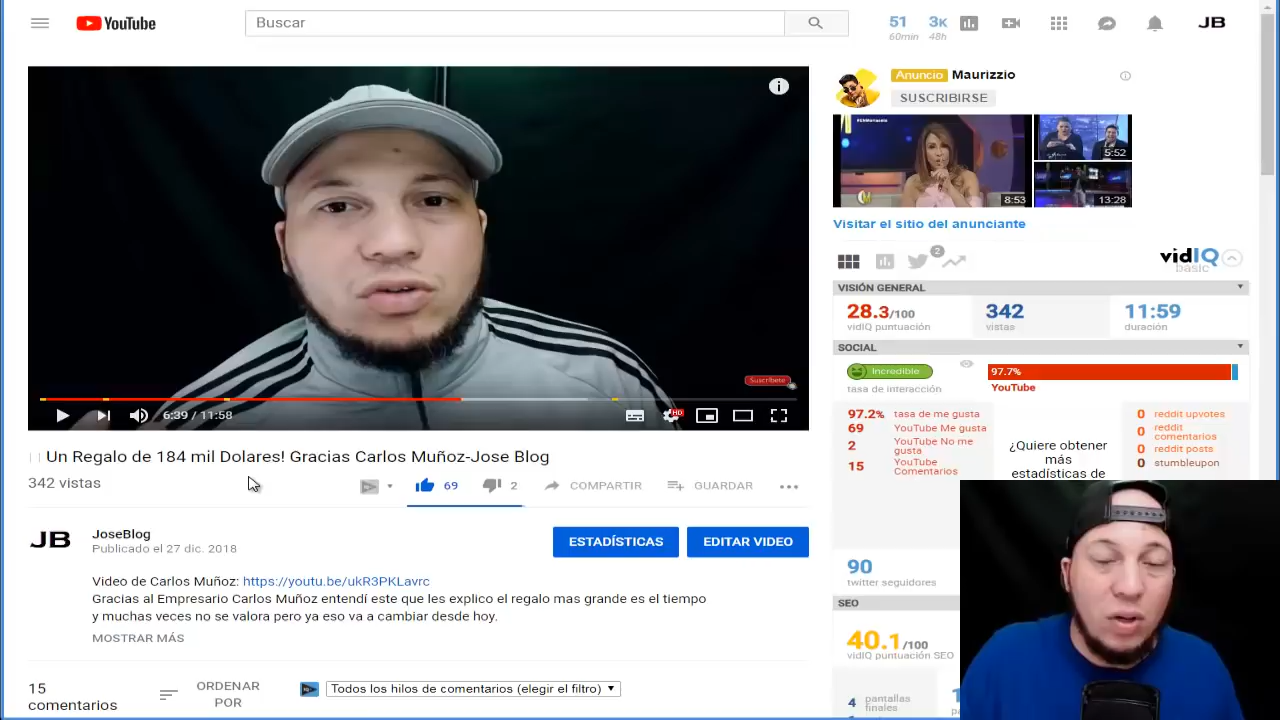 YouTube
Buscar
51
60min
3K
48h
JB
Anuncio Maurizzio
SUSCRIBIRSE
5:52
8:53
13:28
Visitar el sitio del anunciante
Suscríbete
6:39 / 11:58
HD
2
vidIQ
basic
VISIÓN GENERAL
28.3/100
vidIQ puntuación
342
vistas
11:59
duración
SOCIAL
Incredible
tasa de interacción
97.7%
YouTube
97.2% tasa de me gusta
69 YouTube Me gusta
2 YouTube No me
gusta
15 YouTube
Comentarios
¿Quiere obtener
más
estadísticas de
0 reddit upvotes
0 reddit
comentarios
0 reddit posts
0 stumbleupon
Un Regalo de 184 mil Dolares! Gracias Carlos Muñoz-Jose Blog
342 vistas
69
2
COMPARTIR
GUARDAR
JB
JoseBlog
Publicado el 27 dic. 2018
ESTADÍSTICAS
EDITAR VIDEO
Video de Carlos Muñoz: https://youtu.be/ukR3PKLavrc
Gracias al Empresario Carlos Muñoz entendí este que les explico el regalo mas grande es el tiempo
y muchas veces no se valora pero ya eso va a cambiar desde hoy.
MOSTRAR MÁS
90
twitter seguidores
SEO
40.1/100
vidIQ puntuación SEO
4 pantallas
finales
15
comentarios
ORDENAR
POR
Todos los hilos de comentarios (elegir el filtro)